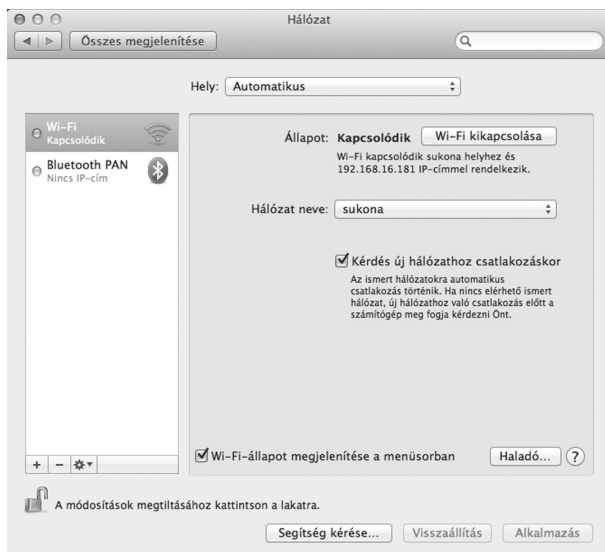 Hálózat
Összes megjelenítése
Hely: Automatikus
Wi-Fi
Kapcsolódik
Bluetooth PAN
Nincs IP-cím
Állapot: Kapcsolódik Wi-Fi kikapcsolása
Wi-Fi kapcsolódik sukona helyhez és
192.168.16.181 IP-címmel rendelkezik.
Hálózat neve: sukona
Kérdés új hálózathoz csatlakozáskor
Az ismert hálózatokra automatikus
csatlakozás történik. Ha nincs elérhető ismert
hálózat, új hálózathoz való csatlakozás előtt a
számítógép meg fogja kérdezni Önt.
Wi-Fi-állapot megjelenítése a menüsorban Haladó... ?
A módosítások megtiltásához kattintson a lakatra.
Segítség kérése... Visszaállítás Alkalmazás